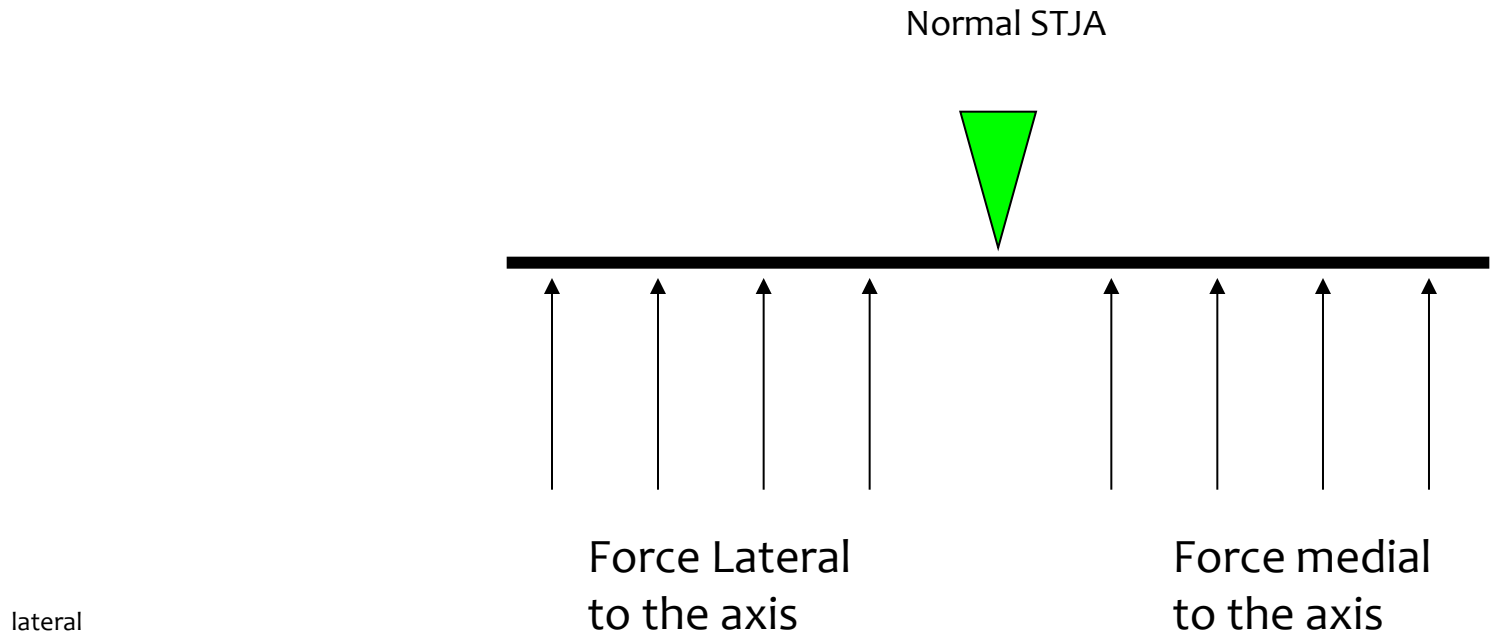 Normal STJA
Force Lateral
to the axis
Force medial
to the axis
lateral